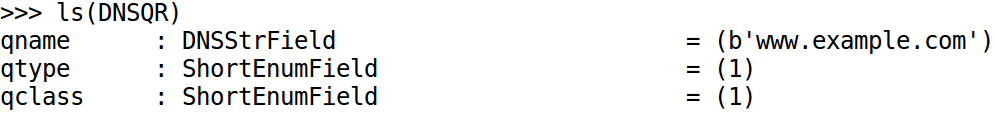 >>> ls(DNSQR)
qname      : DNSStrField                         = (b'www.example.com')
qtype      : ShortEnumField                      = (1)
qclass     : ShortEnumField                      = (1)